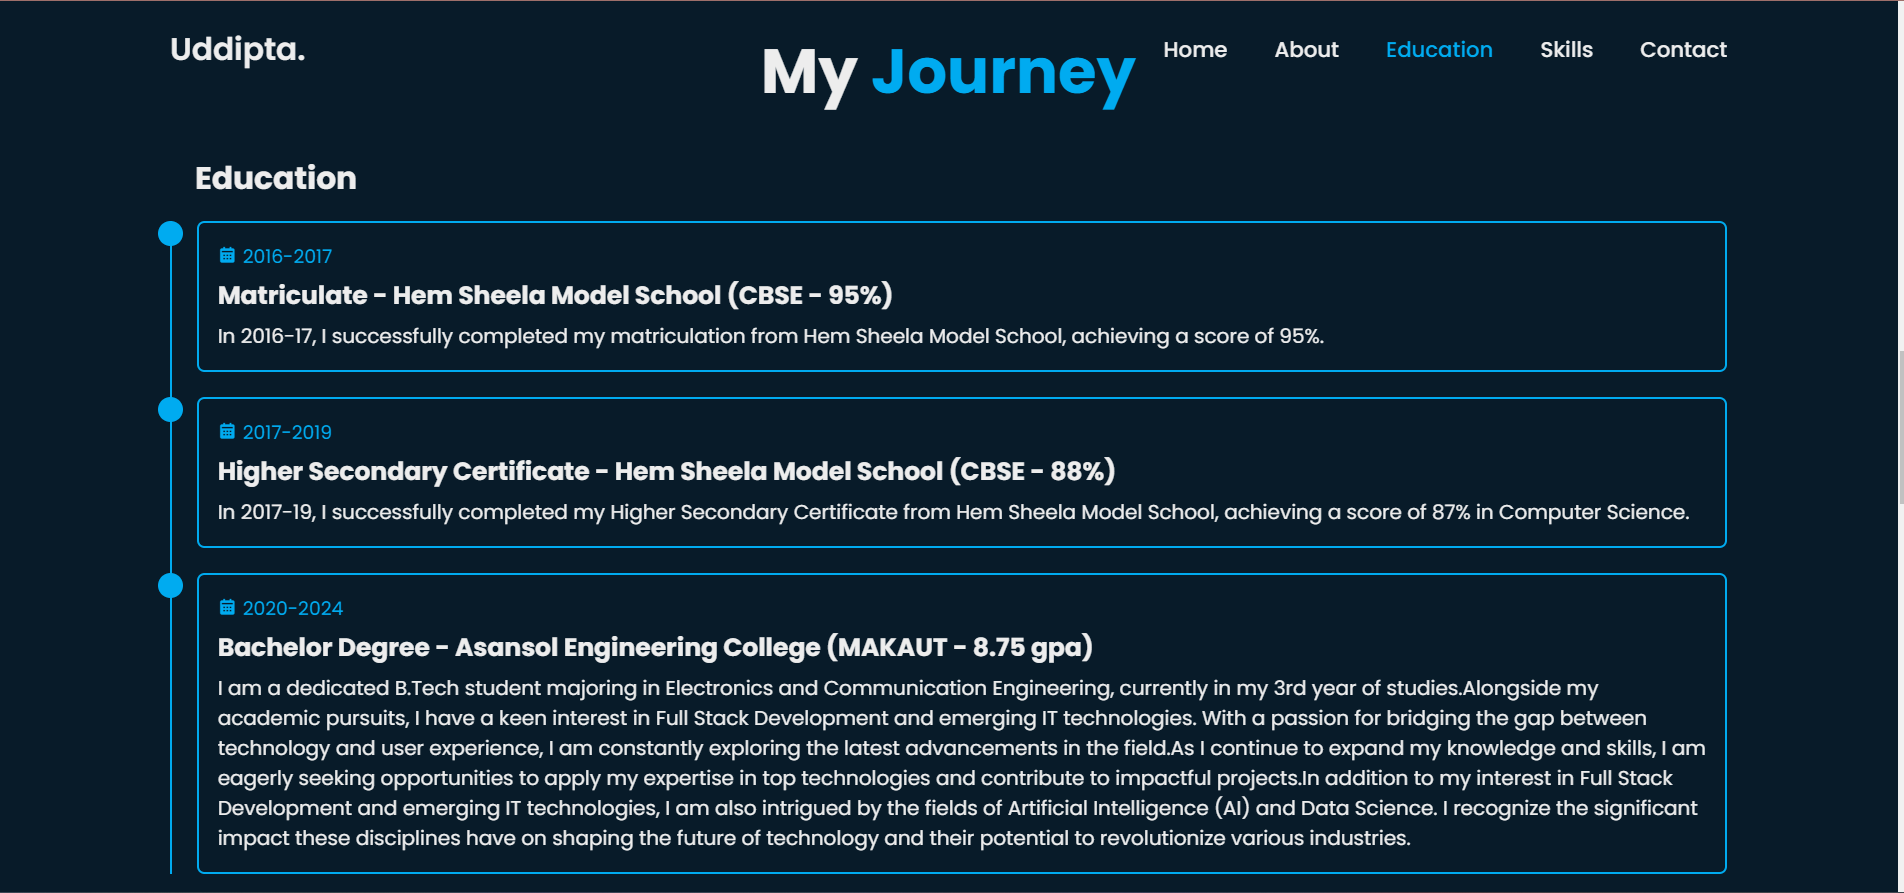 Uddipta.
My Journey
Home About Education Skills Contact
Education
2016-2017
Matriculate - Hem Sheela Model School (CBSE - 95%)
In 2016-17, I successfully completed my matriculation from Hem Sheela Model School, achieving a score of 95%.
2017-2019
Higher Secondary Certificate - Hem Sheela Model School (CBSE - 88%)
In 2017-19, I successfully completed my Higher Secondary Certificate from Hem Sheela Model School, achieving a score of 87% in Computer Science.
2020-2024
Bachelor Degree - Asansol Engineering College (MAKAUT - 8.75 gpa)
I am a dedicated B.Tech student majoring in Electronics and Communication Engineering, currently in my 3rd year of studies.Alongside my
academic pursuits, I have a keen interest in Full Stack Development and emerging IT technologies. With a passion for bridging the gap between
technology and user experience, I am constantly exploring the latest advancements in the field.As I continue to expand my knowledge and skills, I am
eagerly seeking opportunities to apply my expertise in top technologies and contribute to impactful projects.In addition to my interest in Full Stack
Development and emerging IT technologies, I am also intrigued by the fields of Artificial Intelligence (AI) and Data Science. I recognize the significant
impact these disciplines have on shaping the future of technology and their potential to revolutionize various industries.